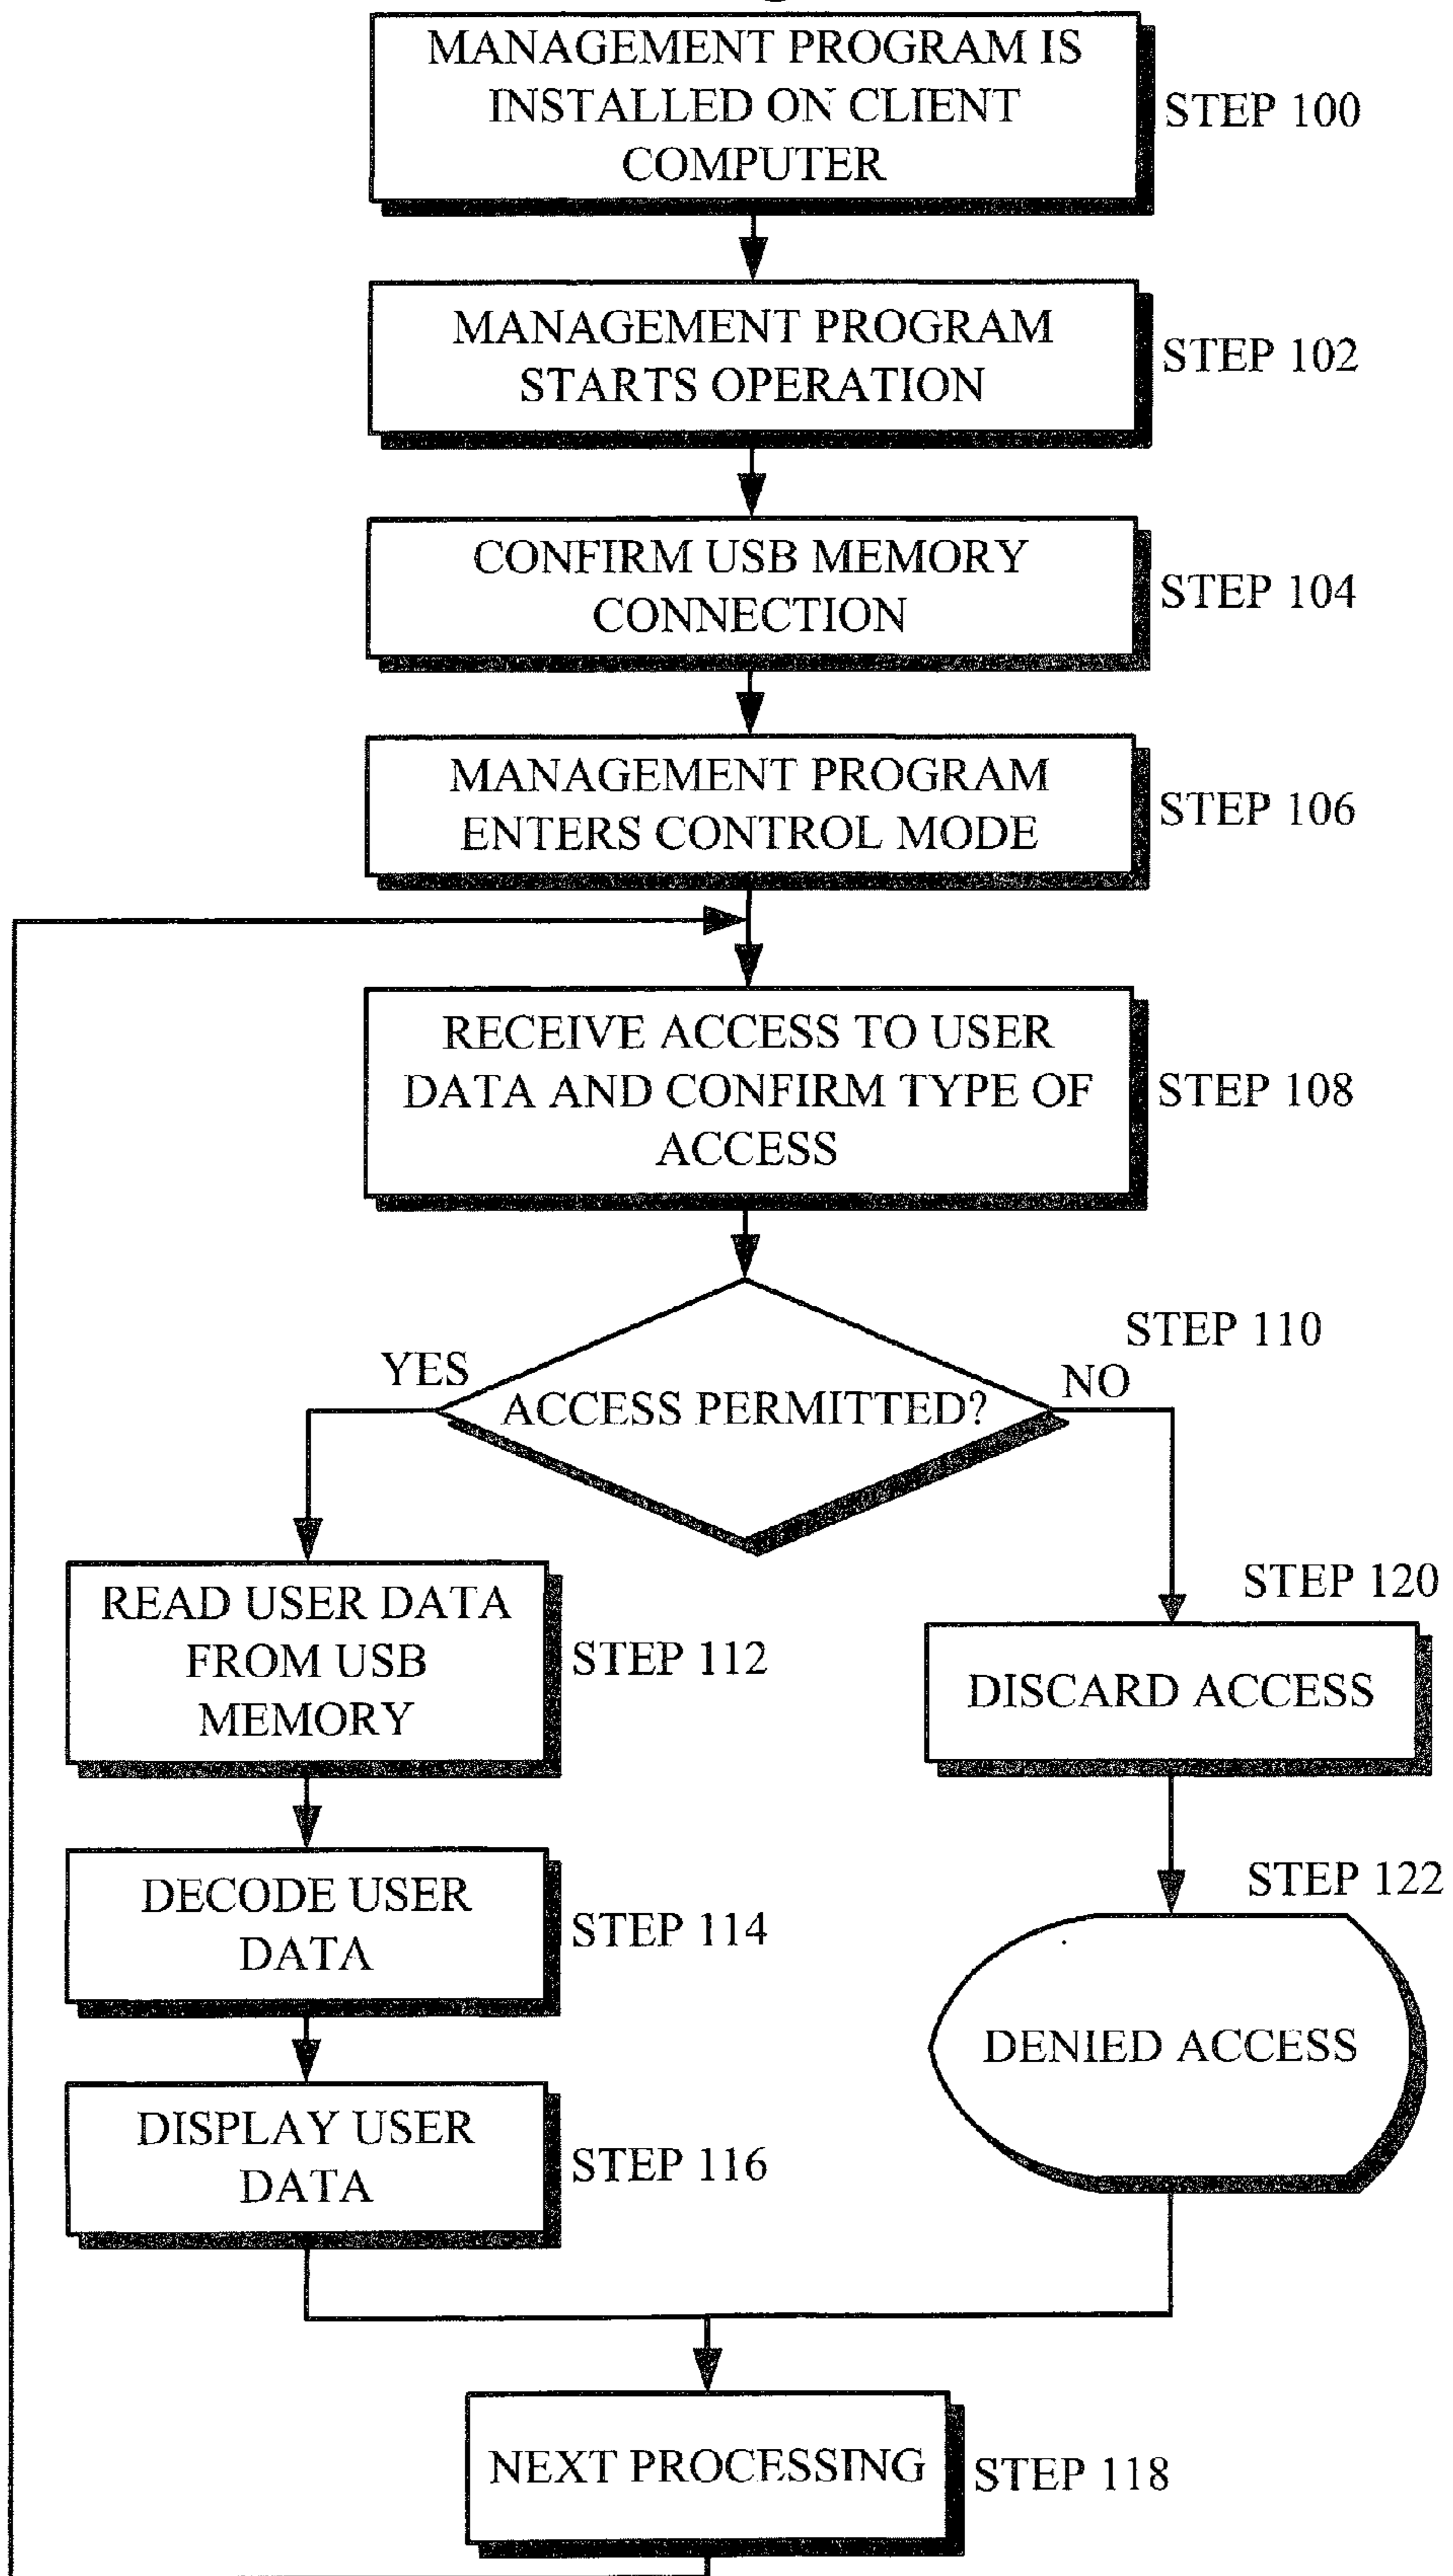 MANAGEMENT PROGRAM IS
INSTALLED ON CLIENT
COMPUTER
STEP 100
MANAGEMENT PROGRAM
STARTS OPERATION
STEP 102
CONFIRM USB MEMORY
CONNECTION
STEP 104
MANAGEMENT PROGRAM
ENTERS CONTROL MODE
STEP 106
RECEIVE ACCESS TO USER
DATA AND CONFIRM TYPE OF
ACCESS
STEP 108
STEP 110
YES
NO
ACCESS PERMITTED?
READ USER DATA
FROM USB
MEMORY
STEP 112
STEP 120
DISCARD ACCESS
DECODE USER
DATA
STEP 114
STEP 122
DENIED ACCESS
DISPLAY USER
DATA
STEP 116
NEXT PROCESSING
STEP 118